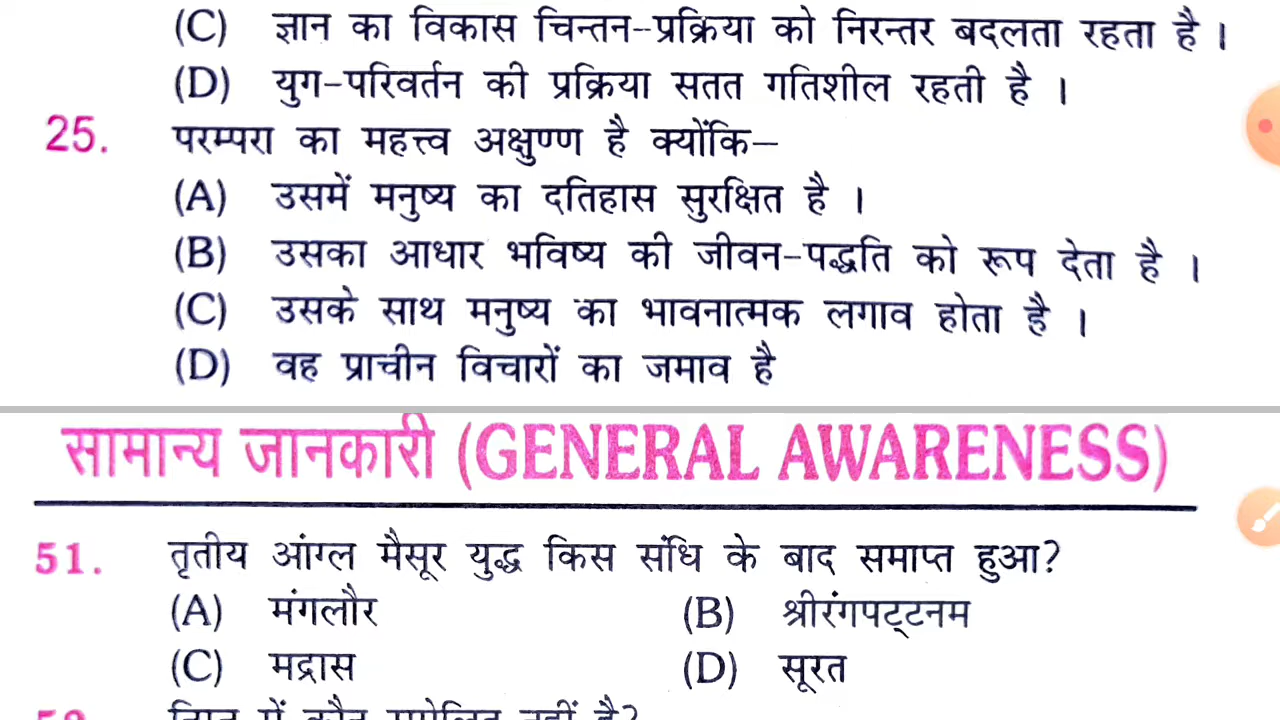 (C) ज्ञान का विकास चिन्तन-प्रक्रिया को निरन्तर बदलता रहता है ।
(D) युग-परिवर्तन की प्रक्रिया सतत गतिशील रहती है ।
25. परम्परा का महत्त्व अक्षुण्ण है क्योंकि–
(A) उसमें मनुष्य का दतिहास सुरक्षित है ।
(B) उसका आधार भविष्य की जीवन-पद्धति को रूप देता है ।
(C) उसके साथ मनुष्य का भावनात्मक लगाव होता है ।
(D) वह प्राचीन विचारों का जमाव है
सामान्य जानकारी (GENERAL AWARENESS)
51. तृतीय आंग्ल मैसूर युद्ध किस संधि के बाद समाप्त हुआ?
(A) मंगलौर (B) श्रीरंगपट्‌टनम
(C) मद्रास (D) सूरत